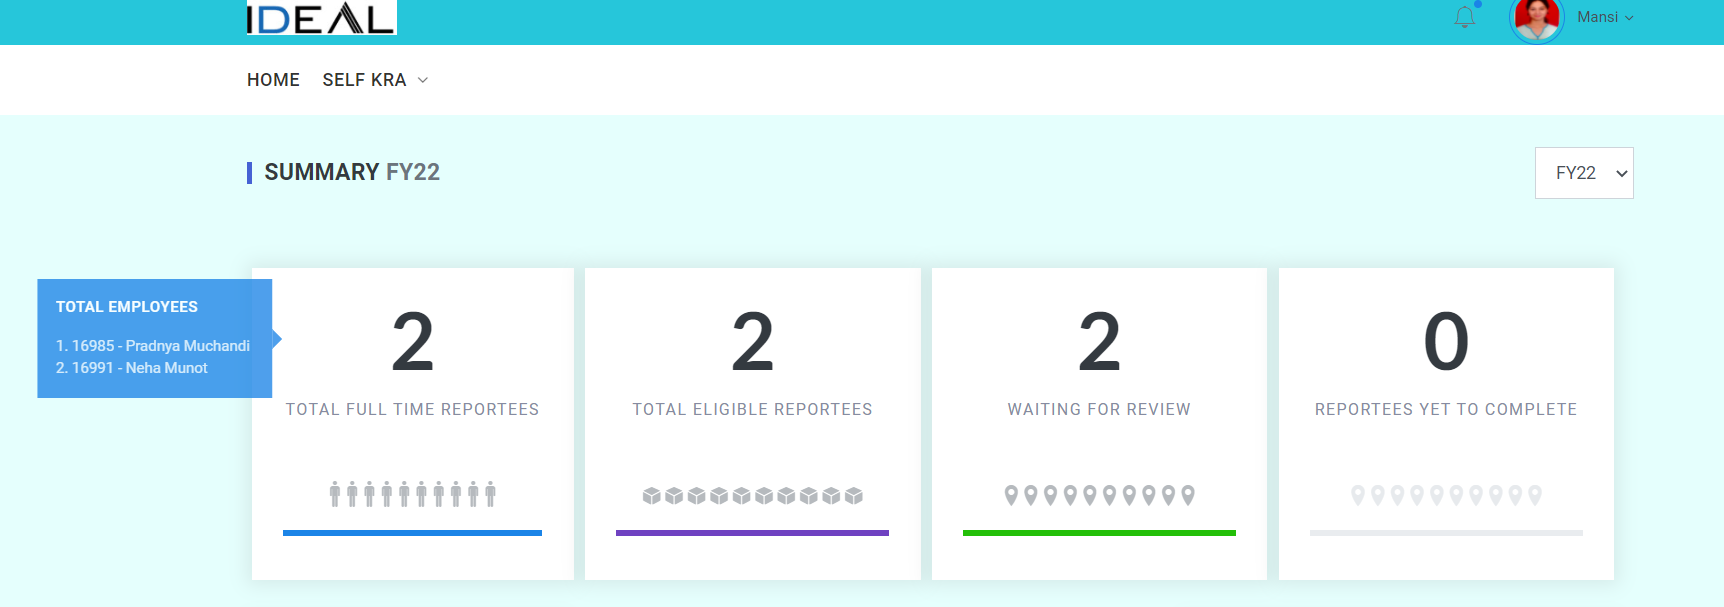 IDEAL
Mansi
HOME SELF KRA
SUMMARY FY22
FY22
TOTAL EMPLOYEES
1. 16985 - Pradnya Muchandi
2. 16991 - Neha Munot
2
TOTAL FULL TIME REPORTEES
2
TOTAL ELIGIBLE REPORTEES
2
WAITING FOR REVIEW
0
REPORTEES YET TO COMPLETE